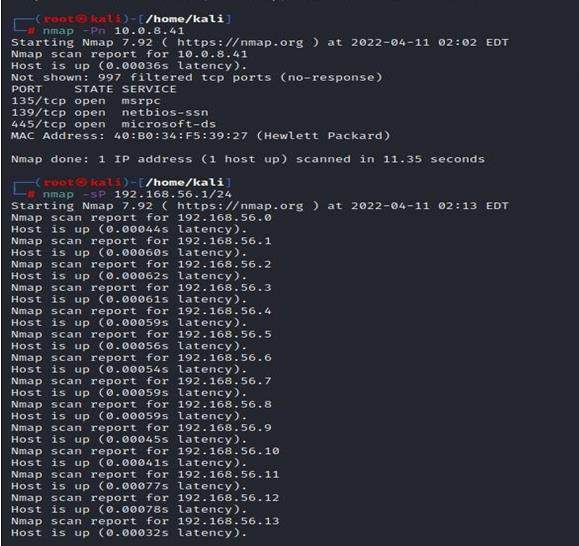 ┌──(root㉿kali)-[/home/kali]
└─# nmap -Pn 10.0.8.41
Starting Nmap 7.92 ( https://nmap.org ) at 2022-04-11 02:02 EDT
Nmap scan report for 10.0.8.41
Host is up (0.00036s latency).
Not shown: 997 filtered tcp ports (no-response)
PORT    STATE SERVICE
135/tcp open  msrpc
139/tcp open  netbios-ssn
445/tcp open  microsoft-ds
MAC Address: 40:B0:34:F5:39:27 (Hewlett Packard)
Nmap done: 1 IP address (1 host up) scanned in 11.35 seconds
┌──(root㉿kali)-[/home/kali]
└─# nmap -sP 192.168.56.1/24
Starting Nmap 7.92 ( https://nmap.org ) at 2022-04-11 02:13 EDT
Nmap scan report for 192.168.56.0
Host is up (0.00044s latency).
Nmap scan report for 192.168.56.1
Host is up (0.00060s latency).
Nmap scan report for 192.168.56.2
Host is up (0.00062s latency).
Nmap scan report for 192.168.56.3
Host is up (0.00061s latency).
Nmap scan report for 192.168.56.4
Host is up (0.00059s latency).
Nmap scan report for 192.168.56.5
Host is up (0.00056s latency).
Nmap scan report for 192.168.56.6
Host is up (0.00054s latency).
Nmap scan report for 192.168.56.7
Host is up (0.00059s latency).
Nmap scan report for 192.168.56.8
Host is up (0.00059s latency).
Nmap scan report for 192.168.56.9
Host is up (0.00045s latency).
Nmap scan report for 192.168.56.10
Host is up (0.00041s latency).
Nmap scan report for 192.168.56.11
Host is up (0.00077s latency).
Nmap scan report for 192.168.56.12
Host is up (0.00078s latency).
Nmap scan report for 192.168.56.13
Host is up (0.00032s latency).